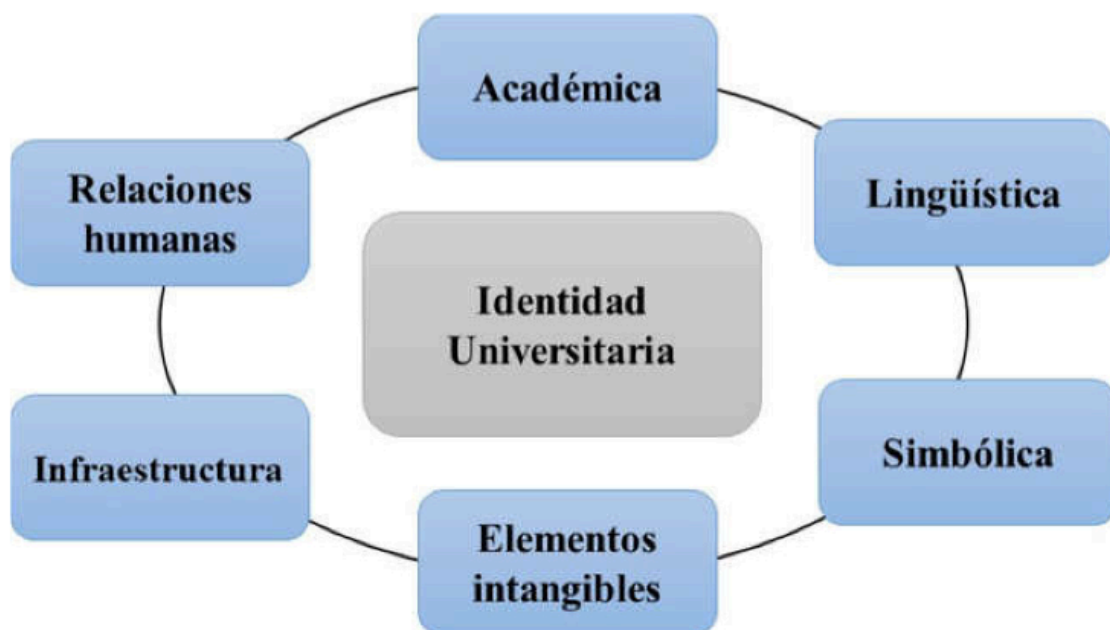 Académica
Relaciones
humanas
Lingüística
Identidad
Universitaria
Infraestructura
Simbólica
Elementos
intangibles